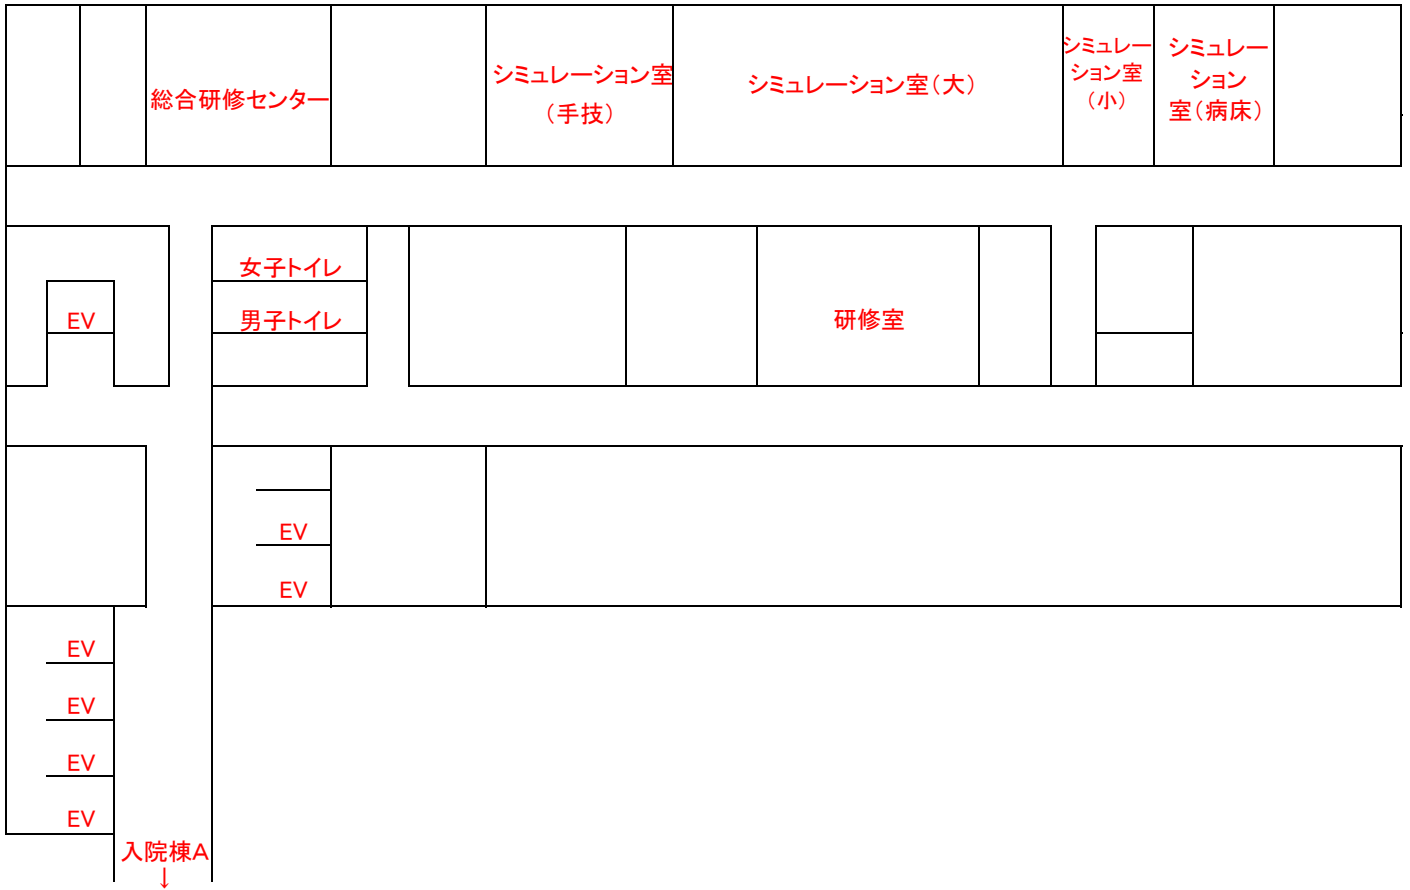 総合研修センター
シミュレーション室
（手技）
シミュレーション室（大）
シミュレー
ション室
（小）
シミュレー
ション
室（病床）
女子トイレ
男子トイレ
EV
研修室
EV
EV
EV
EV
EV
EV
入院棟A
↓